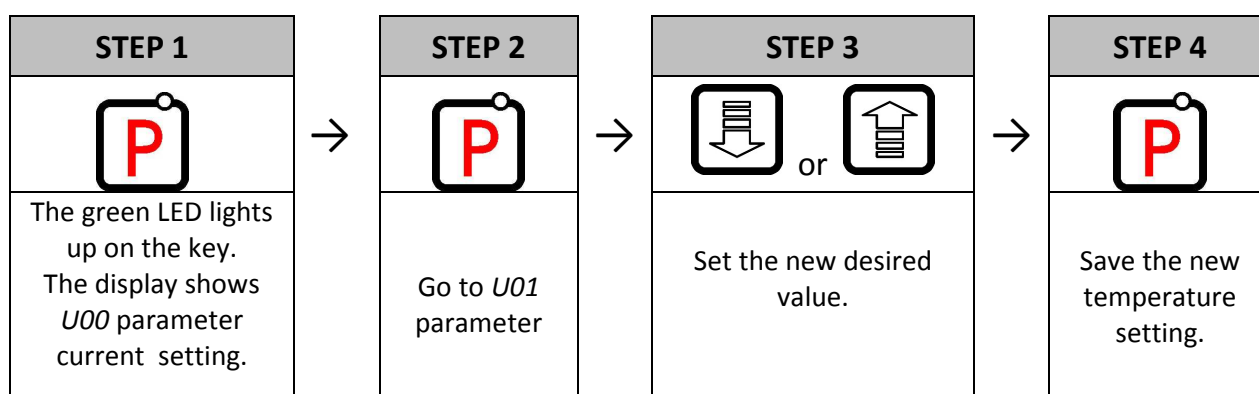 STEP 1
P
The green LED lights
up on the key.
The display shows
U00 parameter
current setting.
→
STEP 2
P
Go to U01
parameter
→
STEP 3
or
Set the new desired
value.
→
STEP 4
P
Save the new
temperature
setting.